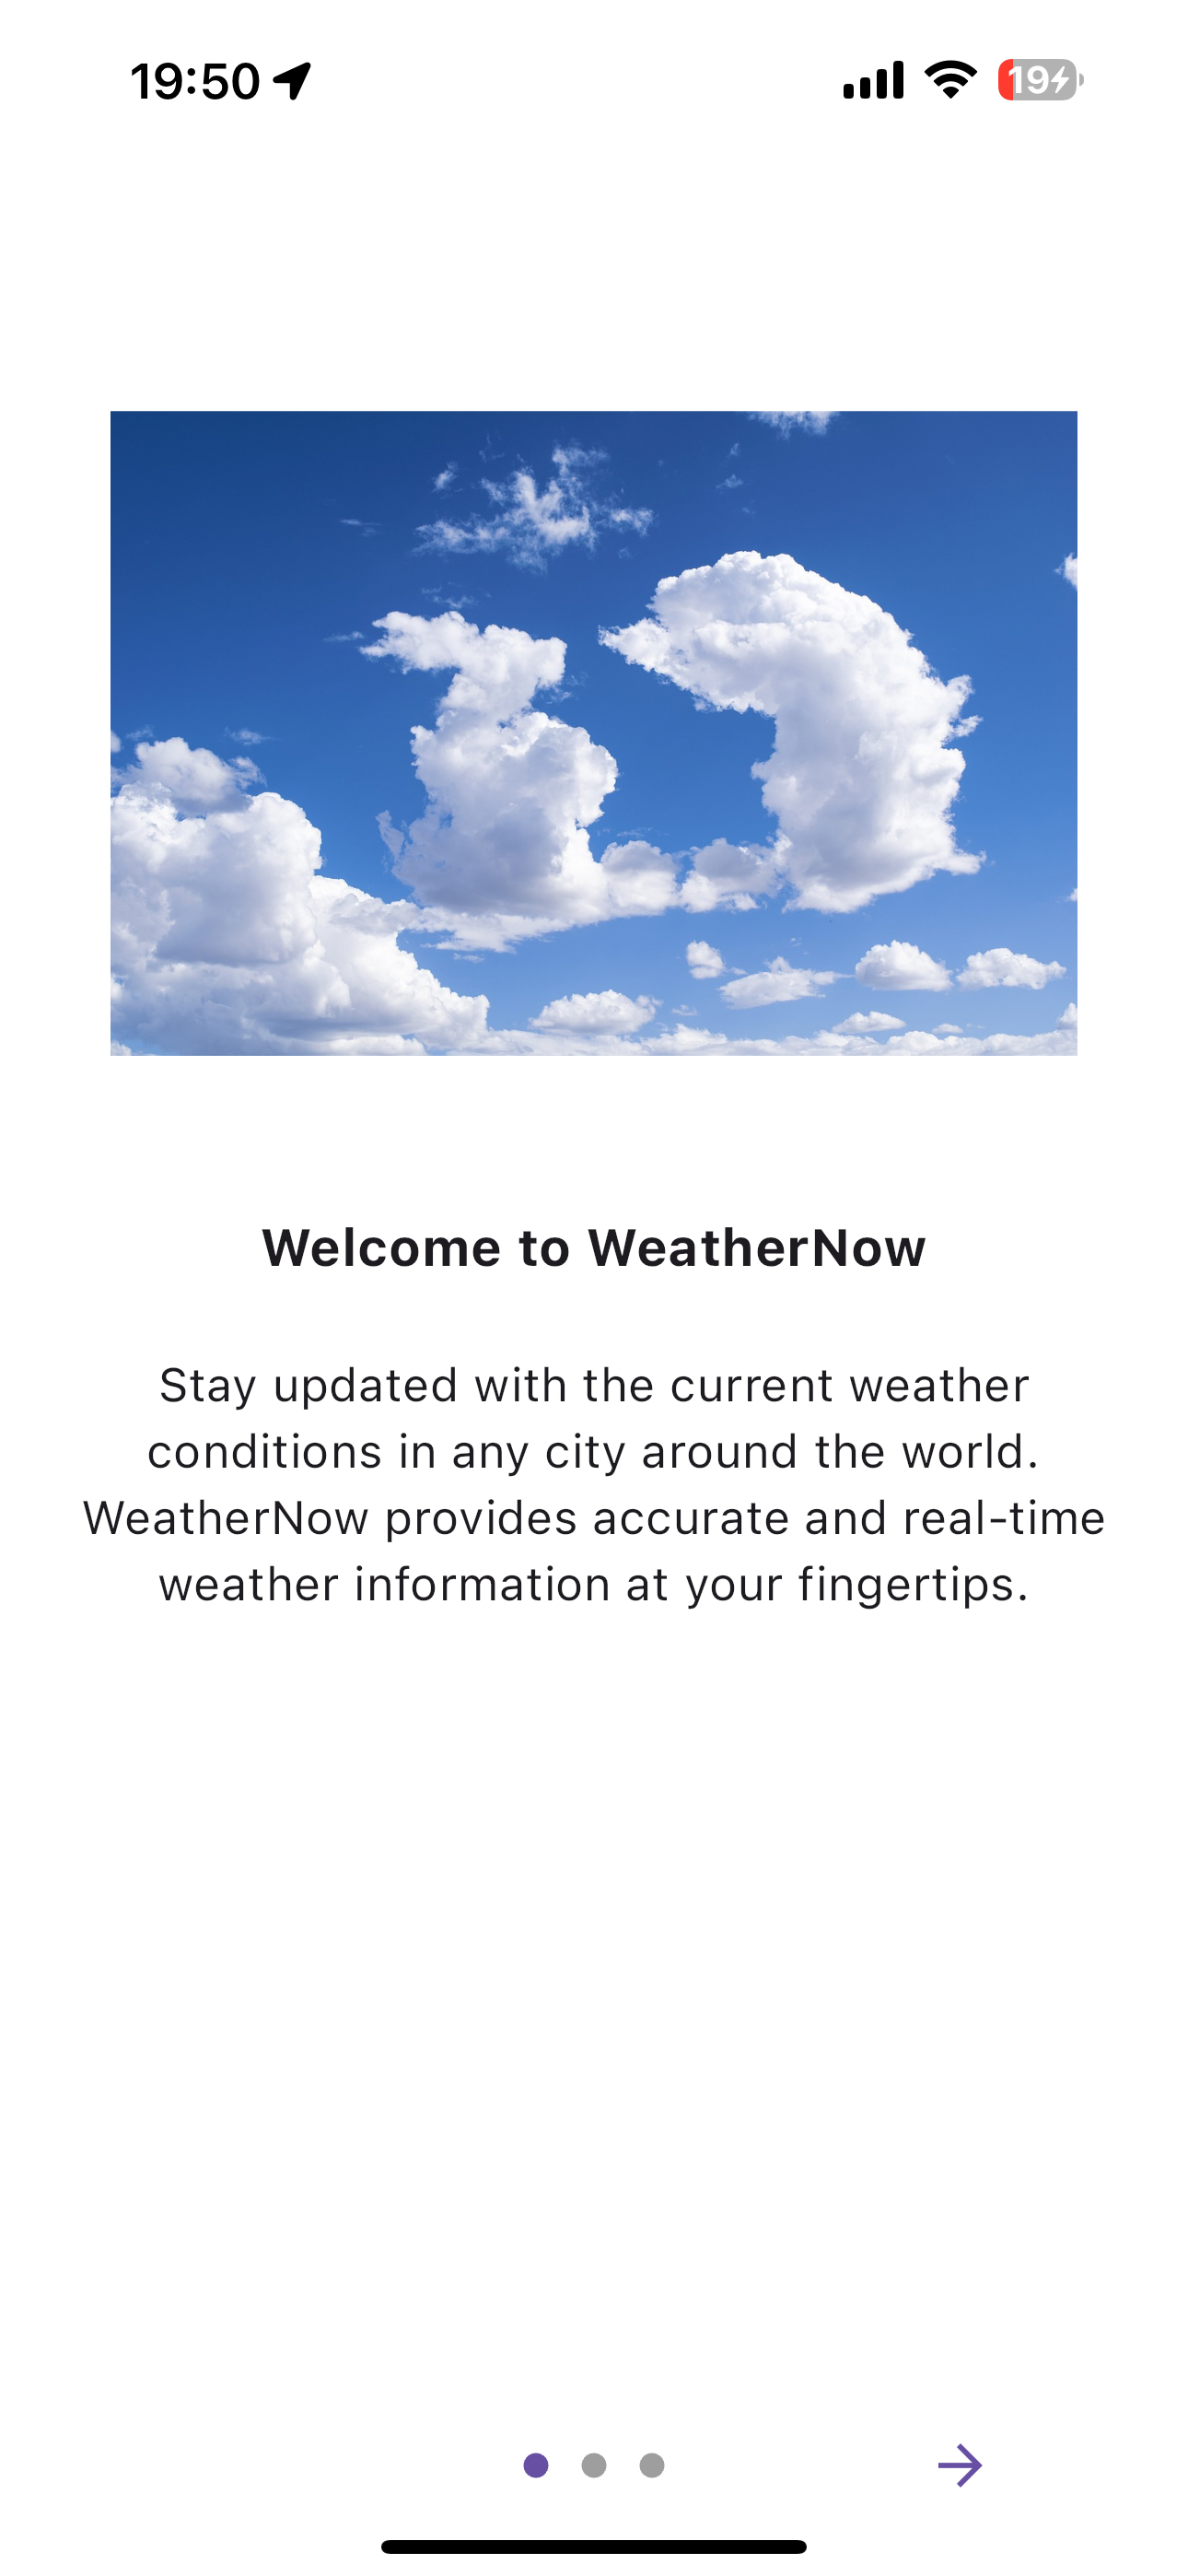 19:50
19
Welcome to WeatherNow
Stay updated with the current weather
conditions in any city around the world.
WeatherNow provides accurate and real-time
weather information at your fingertips.